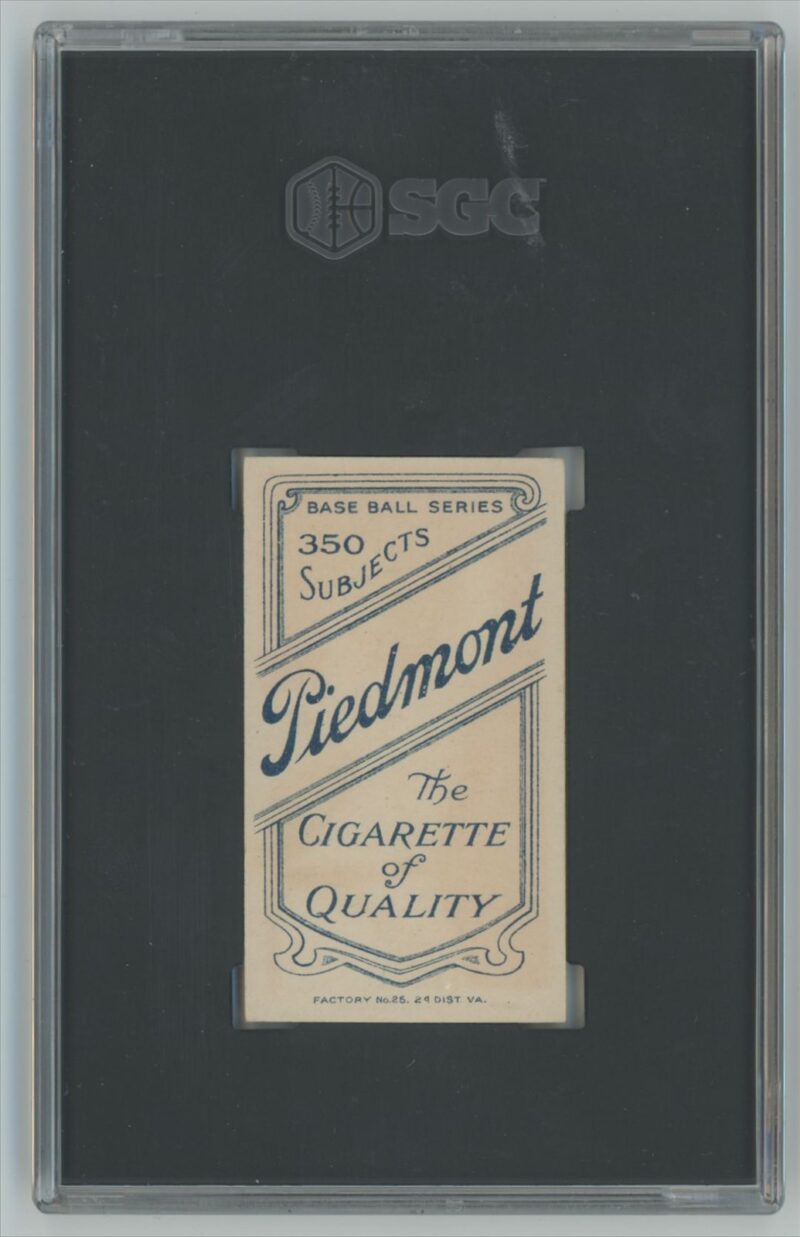 SGC
BASE BALL SERIES
350
SUBJECTS
Piedmont
The
CIGARETTE
of
QUALITY
FACTORY No.25, 2d DIST. VA.